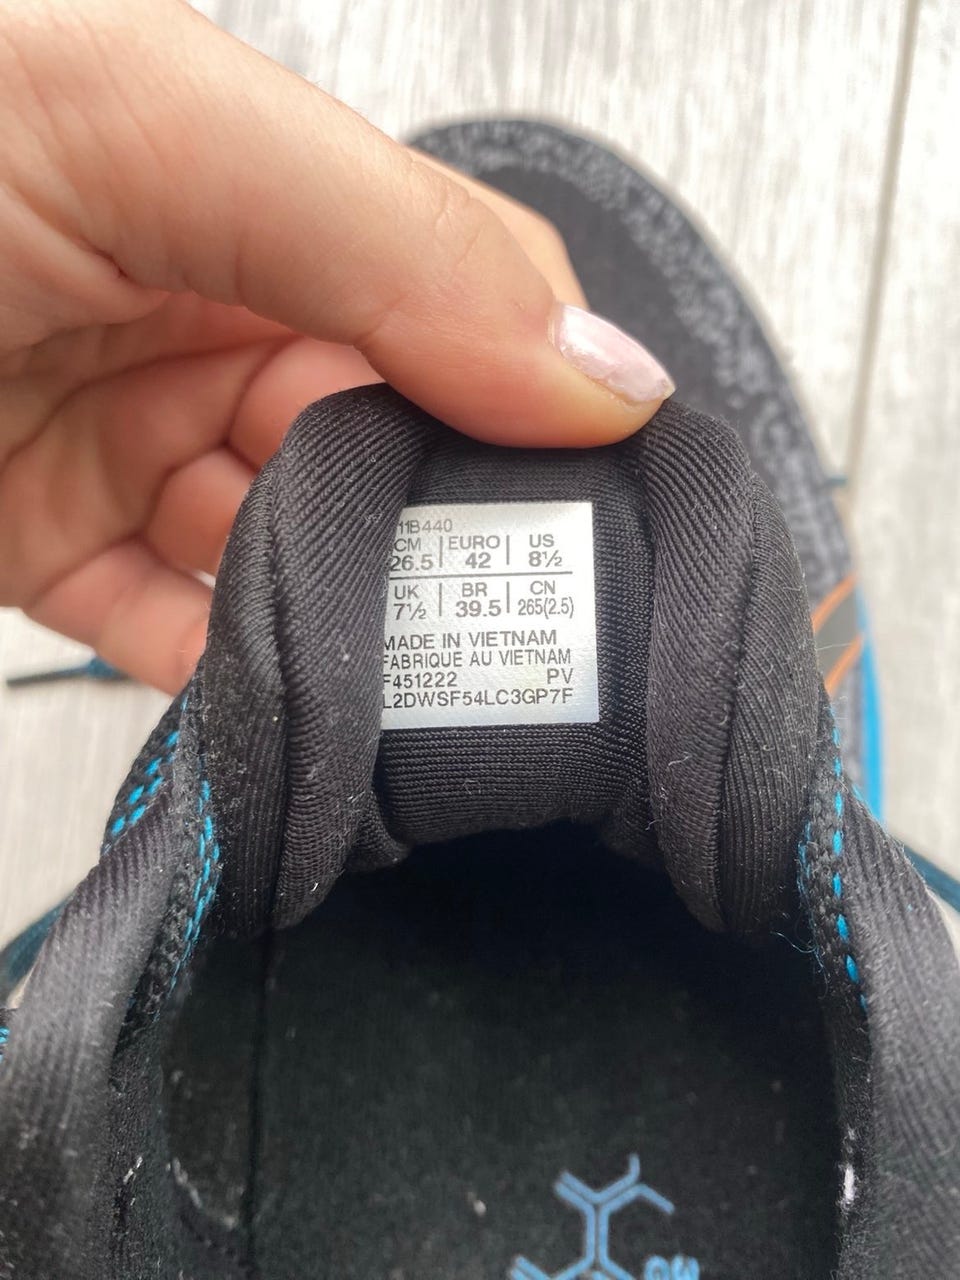 11B440
CM EURO US
26.5 42 8½
UK BR CN
7½ 39.5 265(2.5)
MADE IN VIETNAM
FABRIQUE AU VIETNAM
F451222 PV
L2DWSF54LC3GP7F